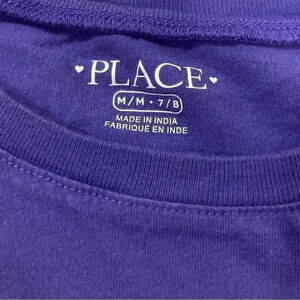 ♥PLACE♥
M/M • 7/8
MADE IN INDIA
FABRIQUÉ EN INDE